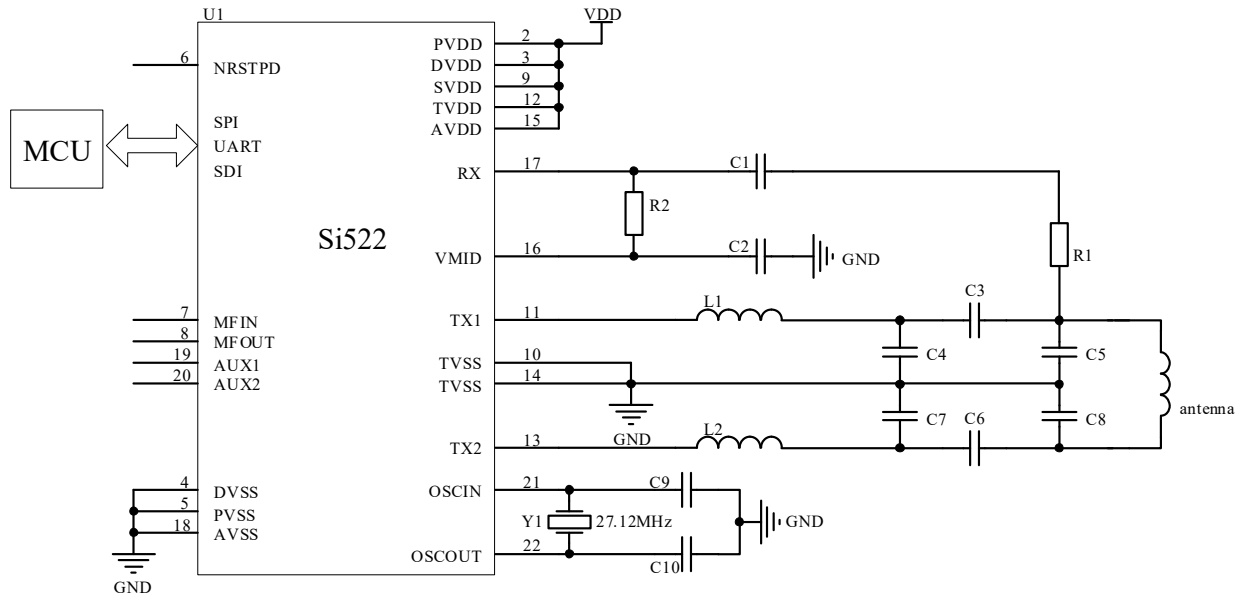 U1
VDD
6 NRSTPD
PVDD 2
DVDD 3
SVDD 9
TVDD 12
AVDD 15
MCU
SPI
UART
SDI
RX 17
C1
R2
Si522
VMID 16
C2
GND
R1
C3
7 MFIN
8 MFOUT
19 AUX1
20 AUX2
TX1 11
L1
TVSS 10
TVSS 14
C4
C5
antenna
GND
C7
C6
C8
TX2 13
L2
4 DVSS
5 PVSS
18 AVSS
GND
OSCIN 21
C9
Y1 27.12MHz
GND
OSCOUT 22
C10